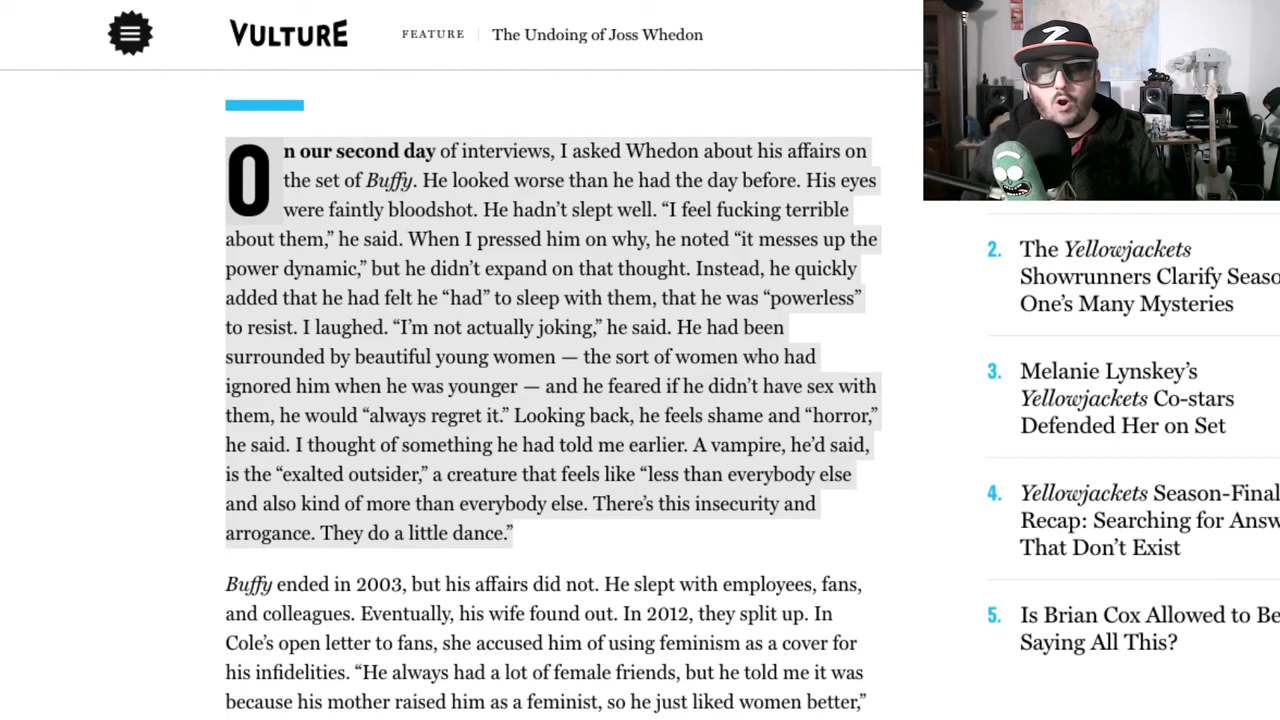 VULTURE
FEATURE
The Undoing of Joss Whedon
Z
On our second day of interviews, I asked Whedon about his affairs on
the set of Buffy. He looked worse than he had the day before. His eyes
were faintly bloodshot. He hadn’t slept well. “I feel fucking terrible
about them,” he said. When I pressed him on why, he noted “it messes up the
power dynamic,” but he didn’t expand on that thought. Instead, he quickly
added that he had felt he “had” to sleep with them, that he was “powerless”
to resist. I laughed. “I’m not actually joking,” he said. He had been
surrounded by beautiful young women — the sort of women who had
ignored him when he was younger — and he feared if he didn’t have sex with
them, he would “always regret it.” Looking back, he feels shame and “horror,”
he said. I thought of something he had told me earlier. A vampire, he’d said,
is the “exalted outsider,” a creature that feels like “less than everybody else
and also kind of more than everybody else. There’s this insecurity and
arrogance. They do a little dance.”
Buffy ended in 2003, but his affairs did not. He slept with employees, fans,
and colleagues. Eventually, his wife found out. In 2012, they split up. In
Cole’s open letter to fans, she accused him of using feminism as a cover for
his infidelities. “He always had a lot of female friends, but he told me it was
because his mother raised him as a feminist, so he just liked women better,”
2. The Yellowjackets
Showrunners Clarify Seaso
One’s Many Mysteries
3. Melanie Lynskey’s
Yellowjackets Co-stars
Defended Her on Set
4. Yellowjackets Season-Final
Recap: Searching for Answ
That Don’t Exist
5. Is Brian Cox Allowed to Be
Saying All This?